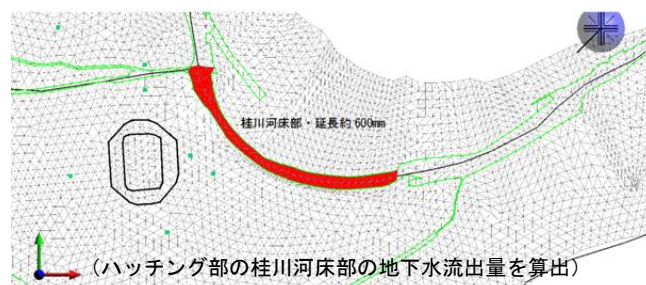 桂川河床部・延長約600mm
（ハッチング部の桂川河床部の地下水流出量を算出）